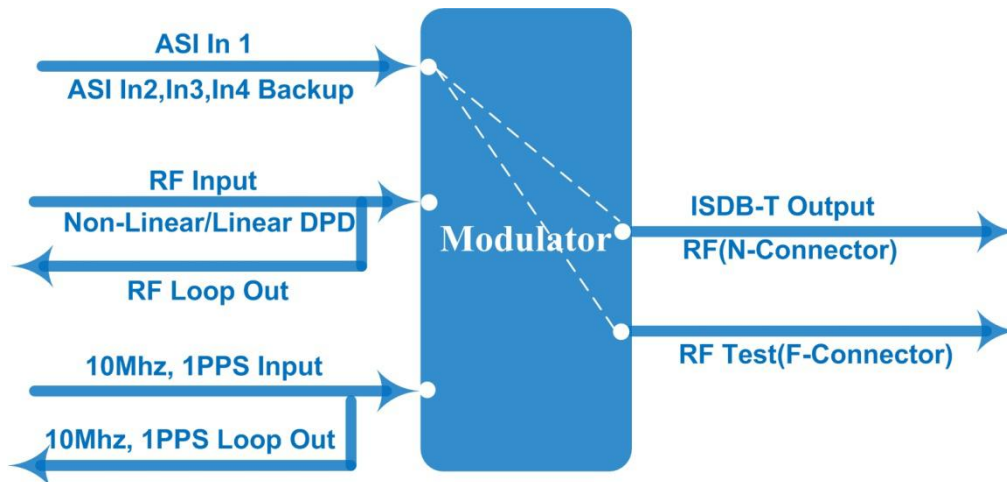 ASI In 1
ASI In2,In3,In4 Backup
RF Input
Non-Linear/Linear DPD
RF Loop Out
10Mhz, 1PPS Input
10Mhz, 1PPS Loop Out
Modulator
ISDB-T Output
RF(N-Connector)
RF Test(F-Connector)